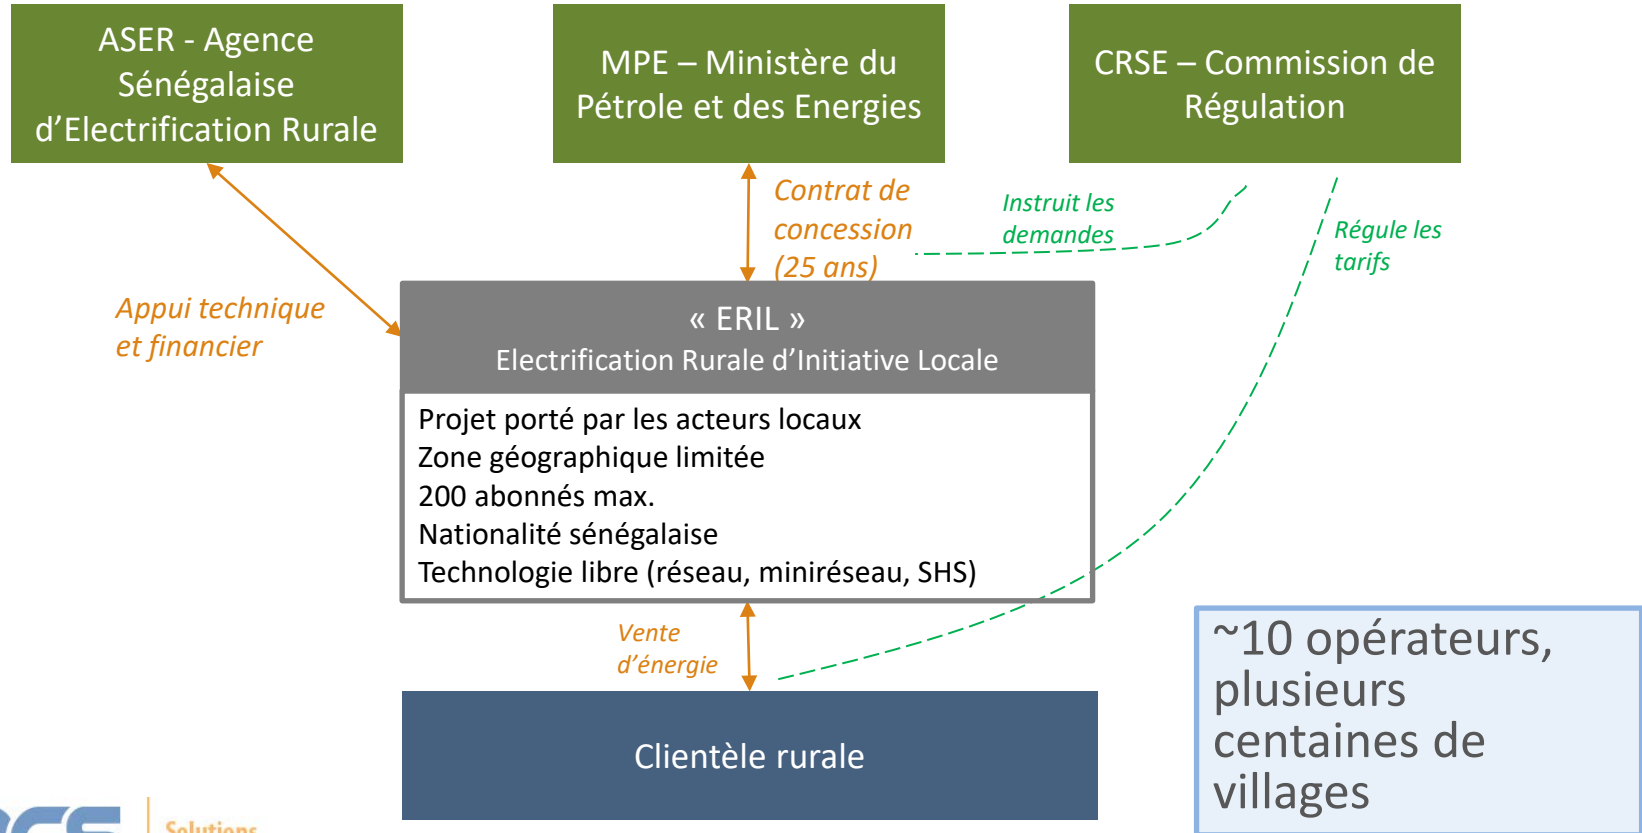 ASER - Agence
Sénégalaise
d’Electrification Rurale
MPE – Ministère du
Pétrole et des Energies
CRSE – Commission de
Régulation
Contrat de
concession
(25 ans)
Instruit les
demandes
Régule les
tarifs
Appui technique
et financier
« ERIL »
Electrification Rurale d’Initiative Locale
Projet porté par les acteurs locaux
Zone géographique limitée
200 abonnés max.
Nationalité sénégalaise
Technologie libre (réseau, miniréseau, SHS)
Vente
d’énergie
~10 opérateurs,
plusieurs
centaines de
villages
Clientèle rurale
Solutions